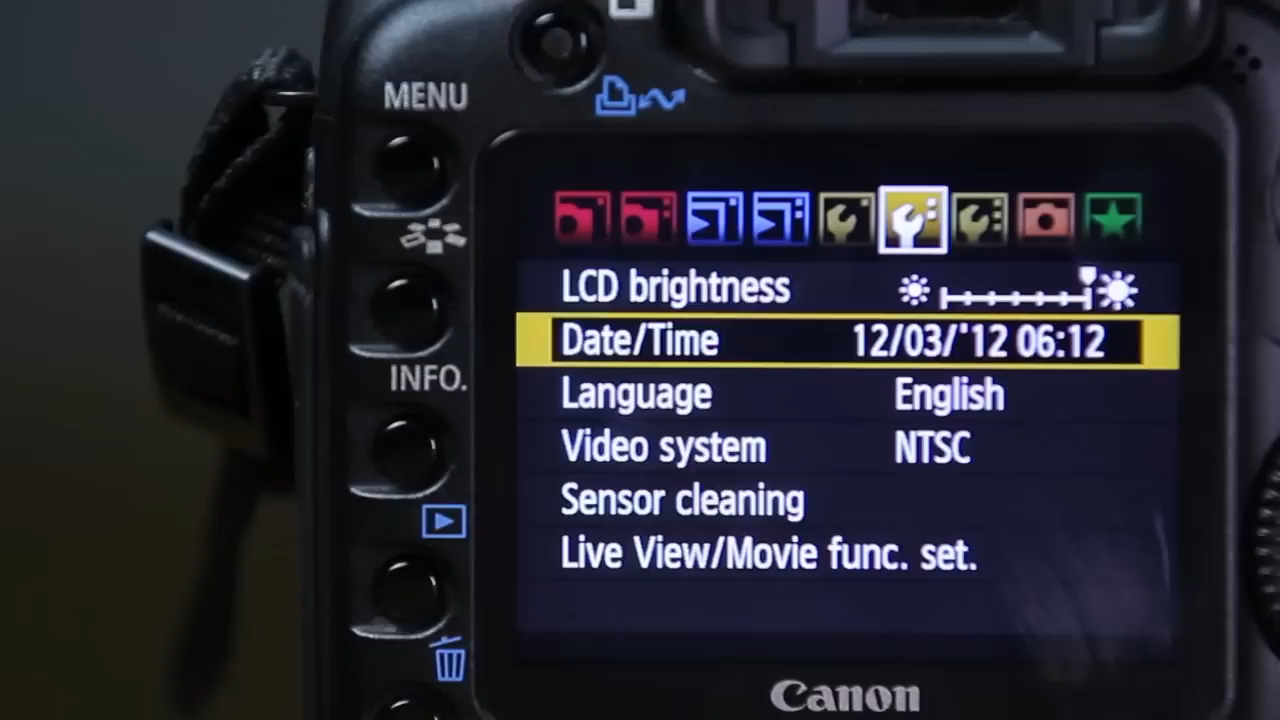 MENU
LCD brightness
Date/Time 12/03/'12 06:12
INFO.
Language English
Video system NTSC
Sensor cleaning
Live View/Movie func. set.
Canon